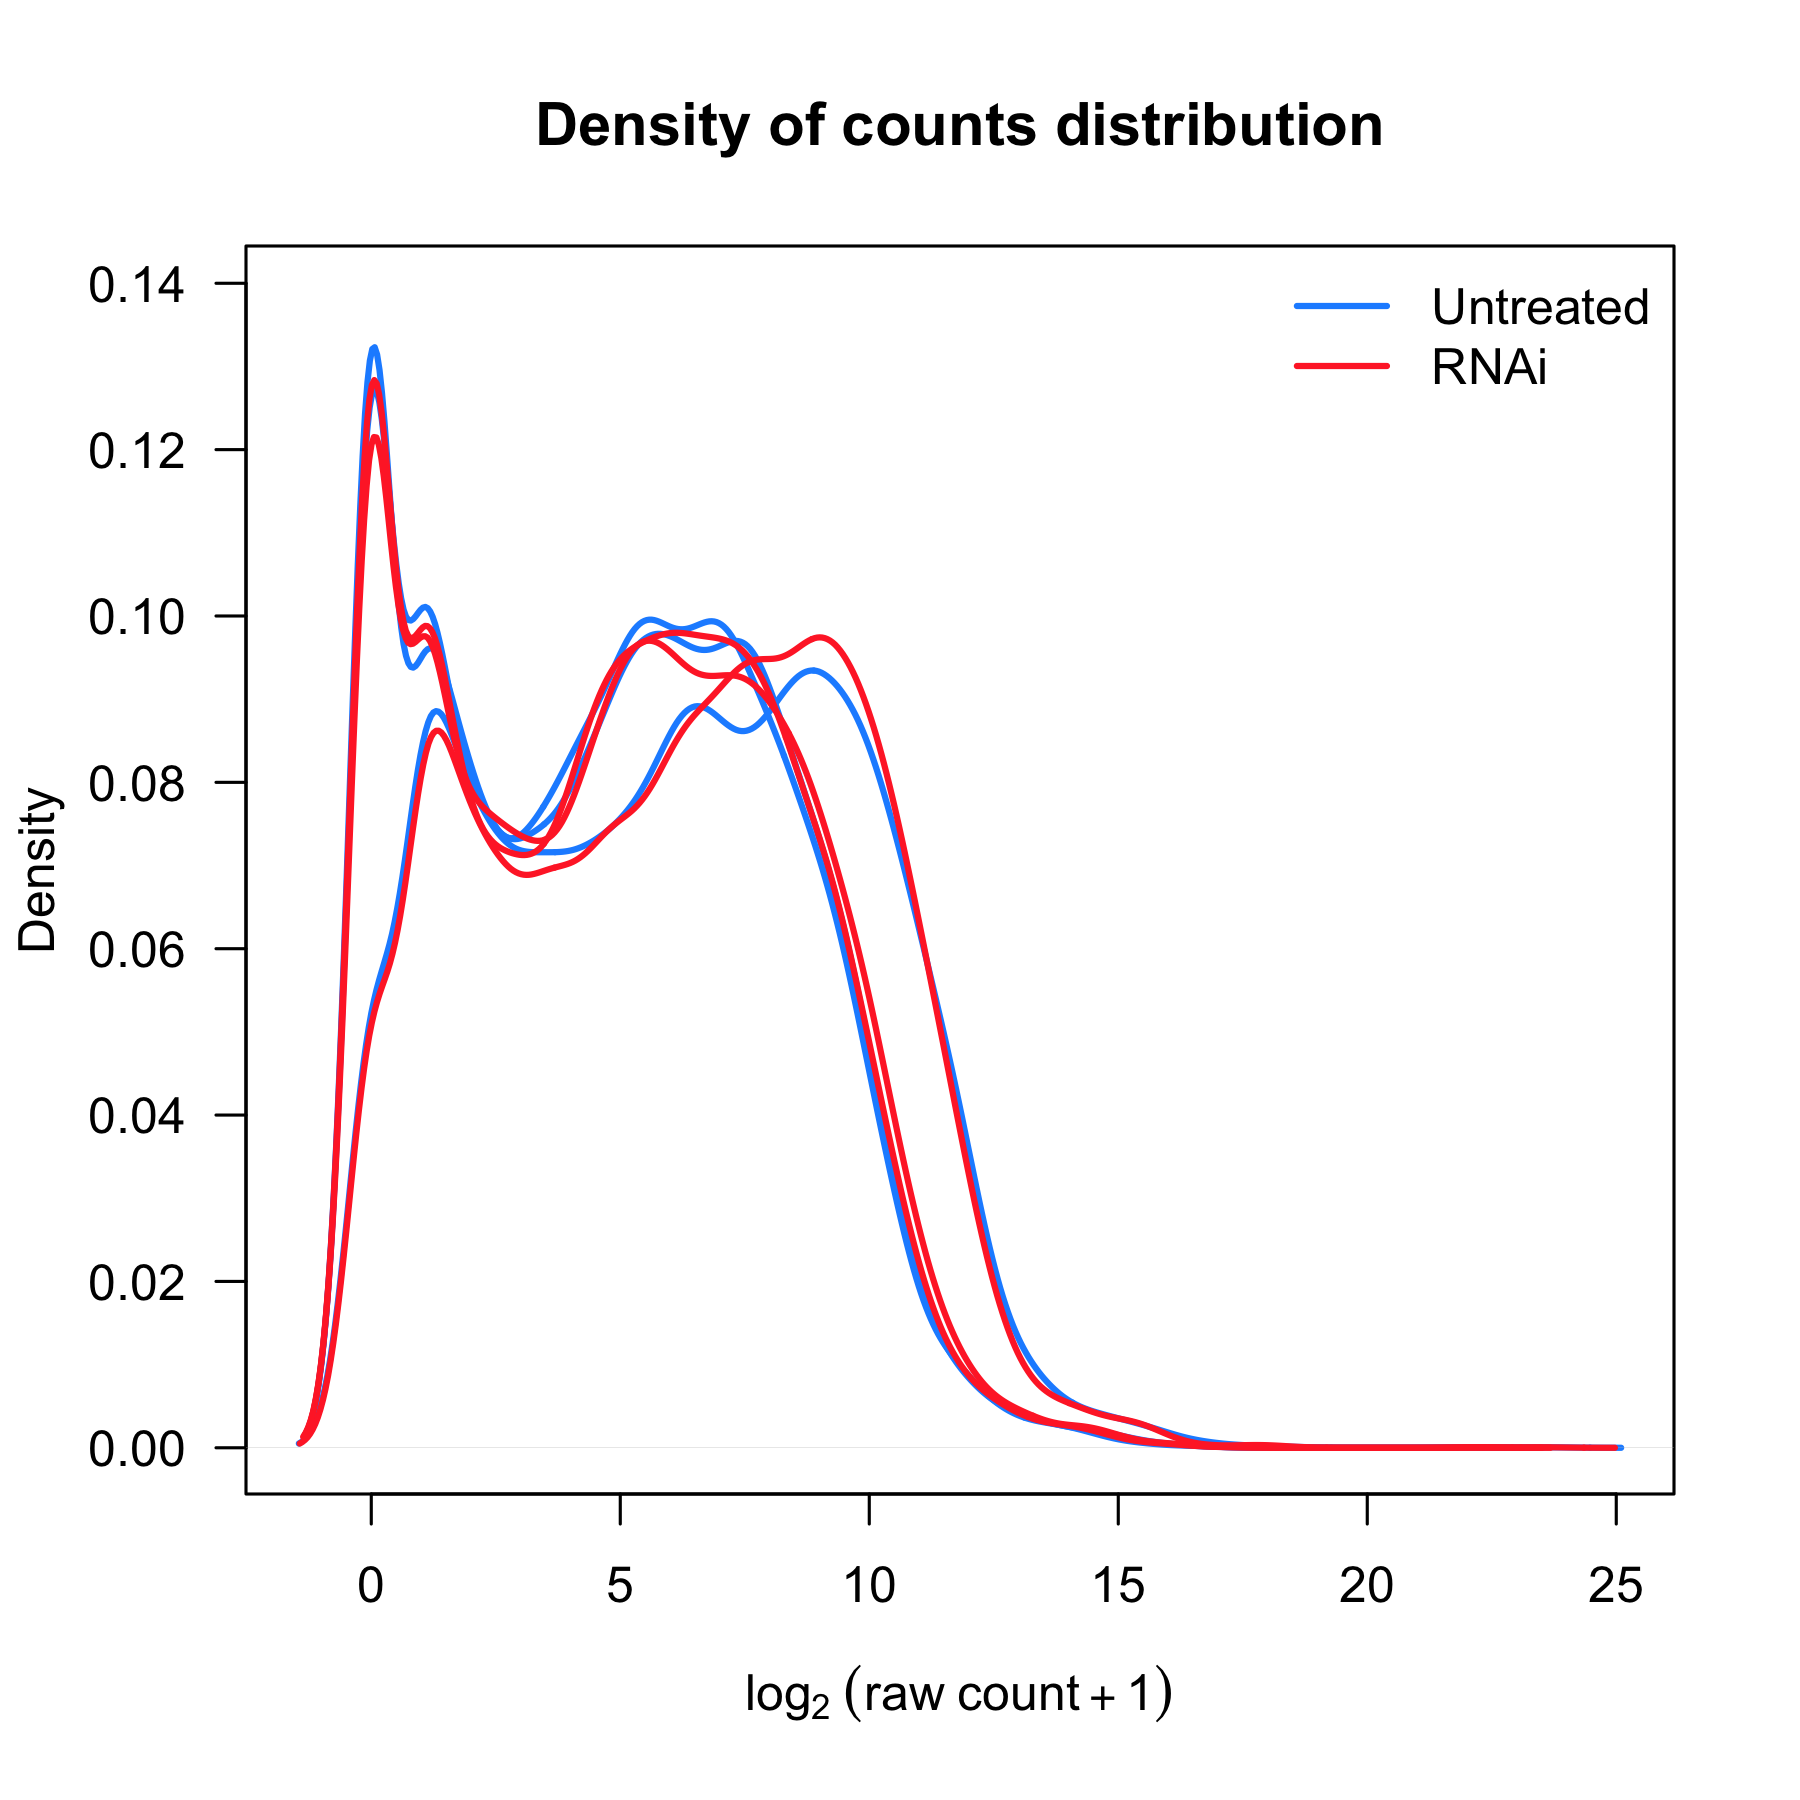 Density of counts distribution
Untreated
RNAi
0.14
0.12
0.10
0.08
0.06
0.04
0.02
0.00
Density
0 5 10 15 20 25
log₂ (raw count + 1)